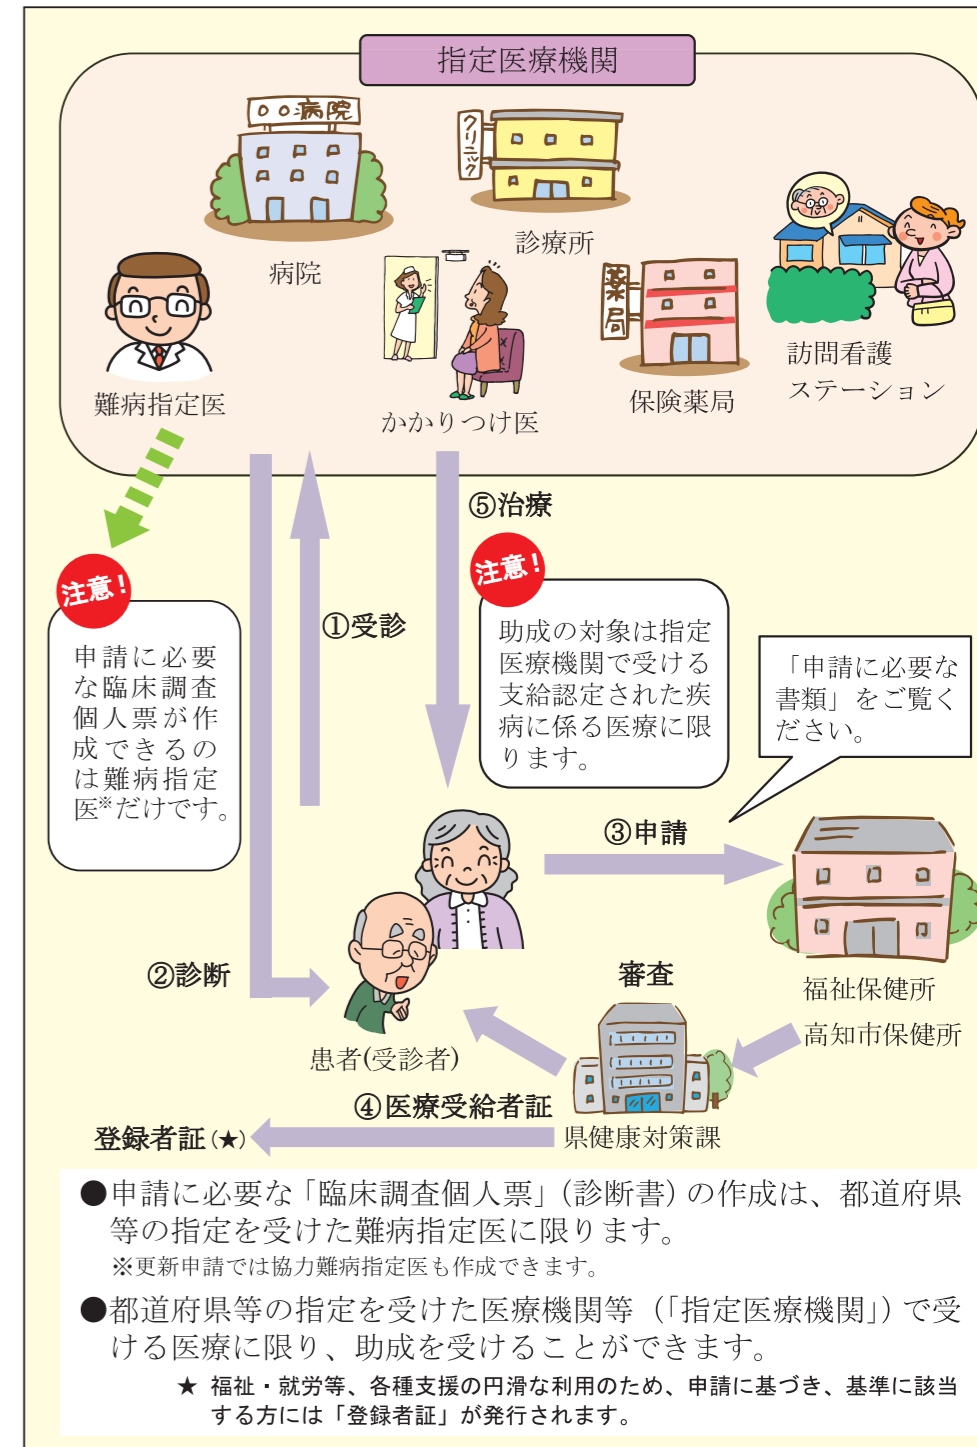 指定医療機関
○○病院
クリニック
診療所
病院
薬局
訪問看護
ステーション
難病指定医
かかりつけ医
保険薬局
⑤治療
注意!
注意!
①受診
申請に必要
な臨床調査
個人票が作
成できるの
は難病指定
医※だけです。
助成の対象は指定
医療機関で受ける
支給認定された疾
病に係る医療に限
ります。
「申請に必要な
書類」をご覧く
ださい。
③申請
②診断
審査
福祉保健所
高知市保健所
患者(受診者)
④医療受給者証
登録者証(★)
県健康対策課
●申請に必要な「臨床調査個人票」(診断書)の作成は、都道府県
等の指定を受けた難病指定医に限ります。
※更新申請では協力難病指定医も作成できます。
●都道府県等の指定を受けた医療機関等(「指定医療機関」)で受
ける医療に限り、助成を受けることができます。
★ 福祉・就労等、各種支援の円滑な利用のため、申請に基づき、基準に該当
する方には「登録者証」が発行されます。